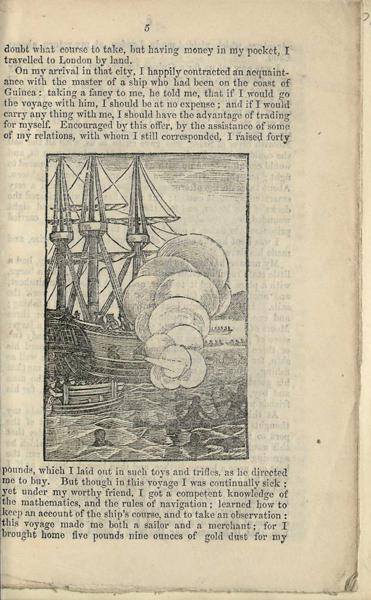 5
doubt what course to take, but having money in my pocket, I
travelled to London by land.
On my arrival in that city, I happily contracted an acquaint-
ance with the master of a ship who had been on the coast of
Guinea: taking a fancy to me, he told me, that if I would go
the voyage with him, I should be at no expense; and if I would
carry any thing with me, I should have the advantage of trading
for myself. Encouraged by this offer, by the assistance of some
of my relations, with whom I still corresponded, I raised forty
pounds, which I laid out in such toys and trifles, as he directed
me to buy. But though in this voyage I was continually sick:
yet under my worthy friend, I got a competent knowledge of
the mathematics, and the rules of navigation; learned how to
keep an account of the ship's course, and to take an observation:
this voyage made me both a sailor and a merchant; for I
brought home five pounds nine ounces of gold dust for my